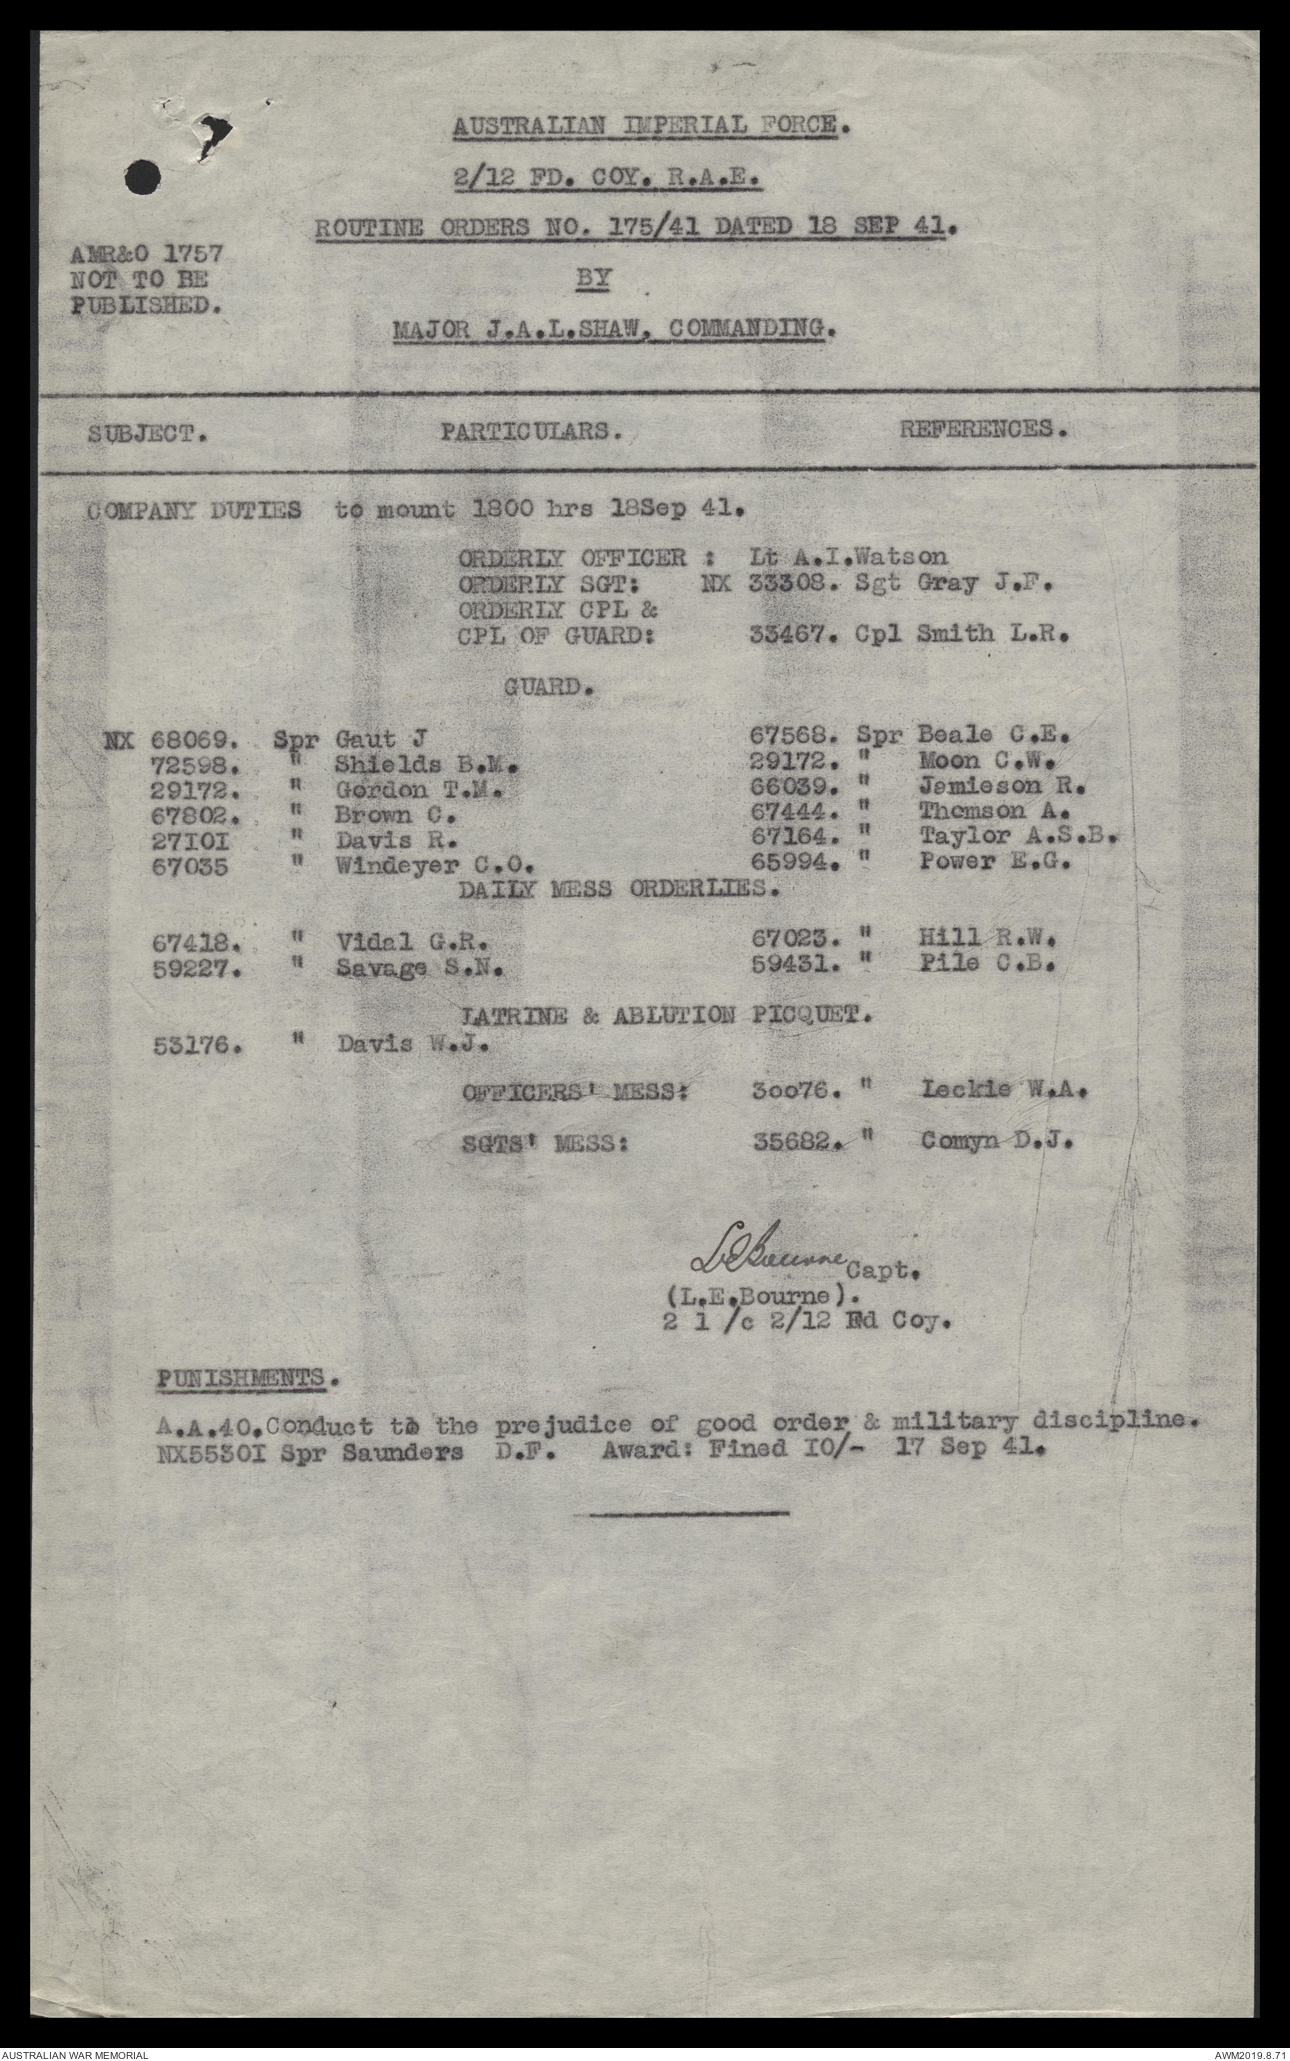 AUSTRALIAN IMPERIAL FORCE.
2/12 FD. COY. R.A.E.
ROUTINE ORDERS NO. 175/41 DATED 18 SEP 41.
AMR&O 1757
NOT TO BE
PUBLISHED.
BY
MAJOR J.A.L.SHAW, COMMANDING.
SUBJECT. PARTICULARS. REFERENCES.
COMPANY DUTIES to mount 1800 hrs 18Sep 41.
ORDERLY OFFICER : Lt A.I.Watson
ORDERLY SGT: NX 33308. Sgt Gray J.F.
ORDERLY CPL &
CPL OF GUARD: 33467. Cpl Smith L.R.
GUARD.
NX 68069. Spr Gaut J 67568. Spr Beale C.E.
72598. " Shields B.M. 29172. " Moon C.W.
29172. " Gordon T.M. 66039. " Jamieson R.
67802. " Brown C. 67444. " Thomson A.
27I0I " Davis R. 67164. " Taylor A.S.B.
67035 " Windeyer C.O. 65994. " Power E.G.
DAILY MESS ORDERLIES.
67418. " Vidal G.R. 67023. " Hill R.W.
59227. " Savage S.N. 59431. " Pile C.B.
LATRINE & ABLUTION PICQUET.
53176. " Davis W.J.
OFFICERS' MESS: 30076. " Leckie W.A.
SGTS' MESS: 35682. " Comyn D.J.
LEBourne Capt.
(L.E.Bourne).
2 1 /c 2/12 Fd Coy.
PUNISHMENTS.
A.A.40.Conduct to the prejudice of good order & military discipline.
NX5530I Spr Saunders D.F. Award: Fined I0/- 17 Sep 41.
AUSTRALIAN WAR MEMORIAL AWM2019.8.71